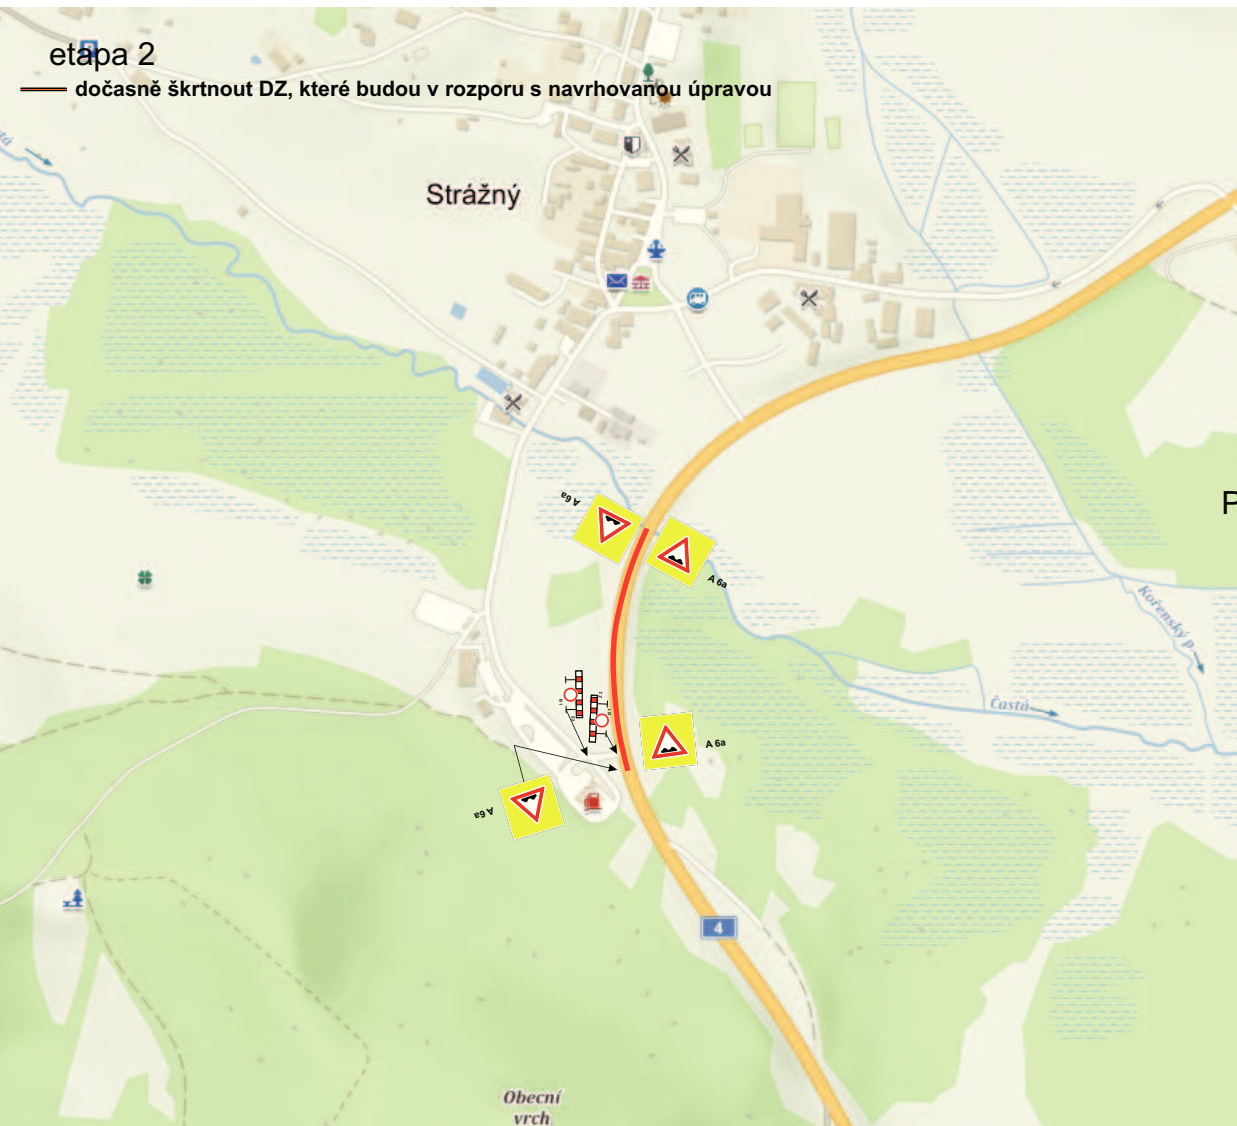 etapa 2
dočasně škrtnout DZ, které budou v rozporu s navrhovanou úpravou
Strážný
P
A 6a
A 6a
Kořenský p.
Častá
A 6a
A 6a
4
Obecní
vrch